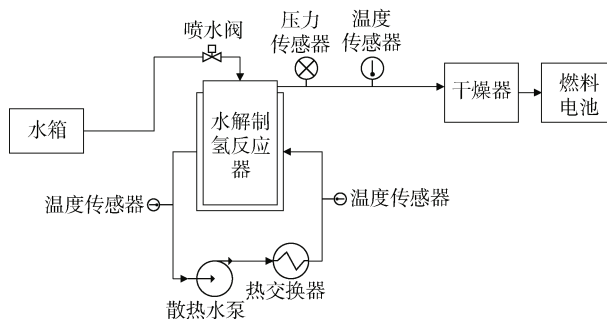 喷水阀
压力
传感器
温度
传感器
水箱
水解制
氢反应
器
干燥器
燃料
电池
温度传感器
温度传感器
散热水泵
热交换器